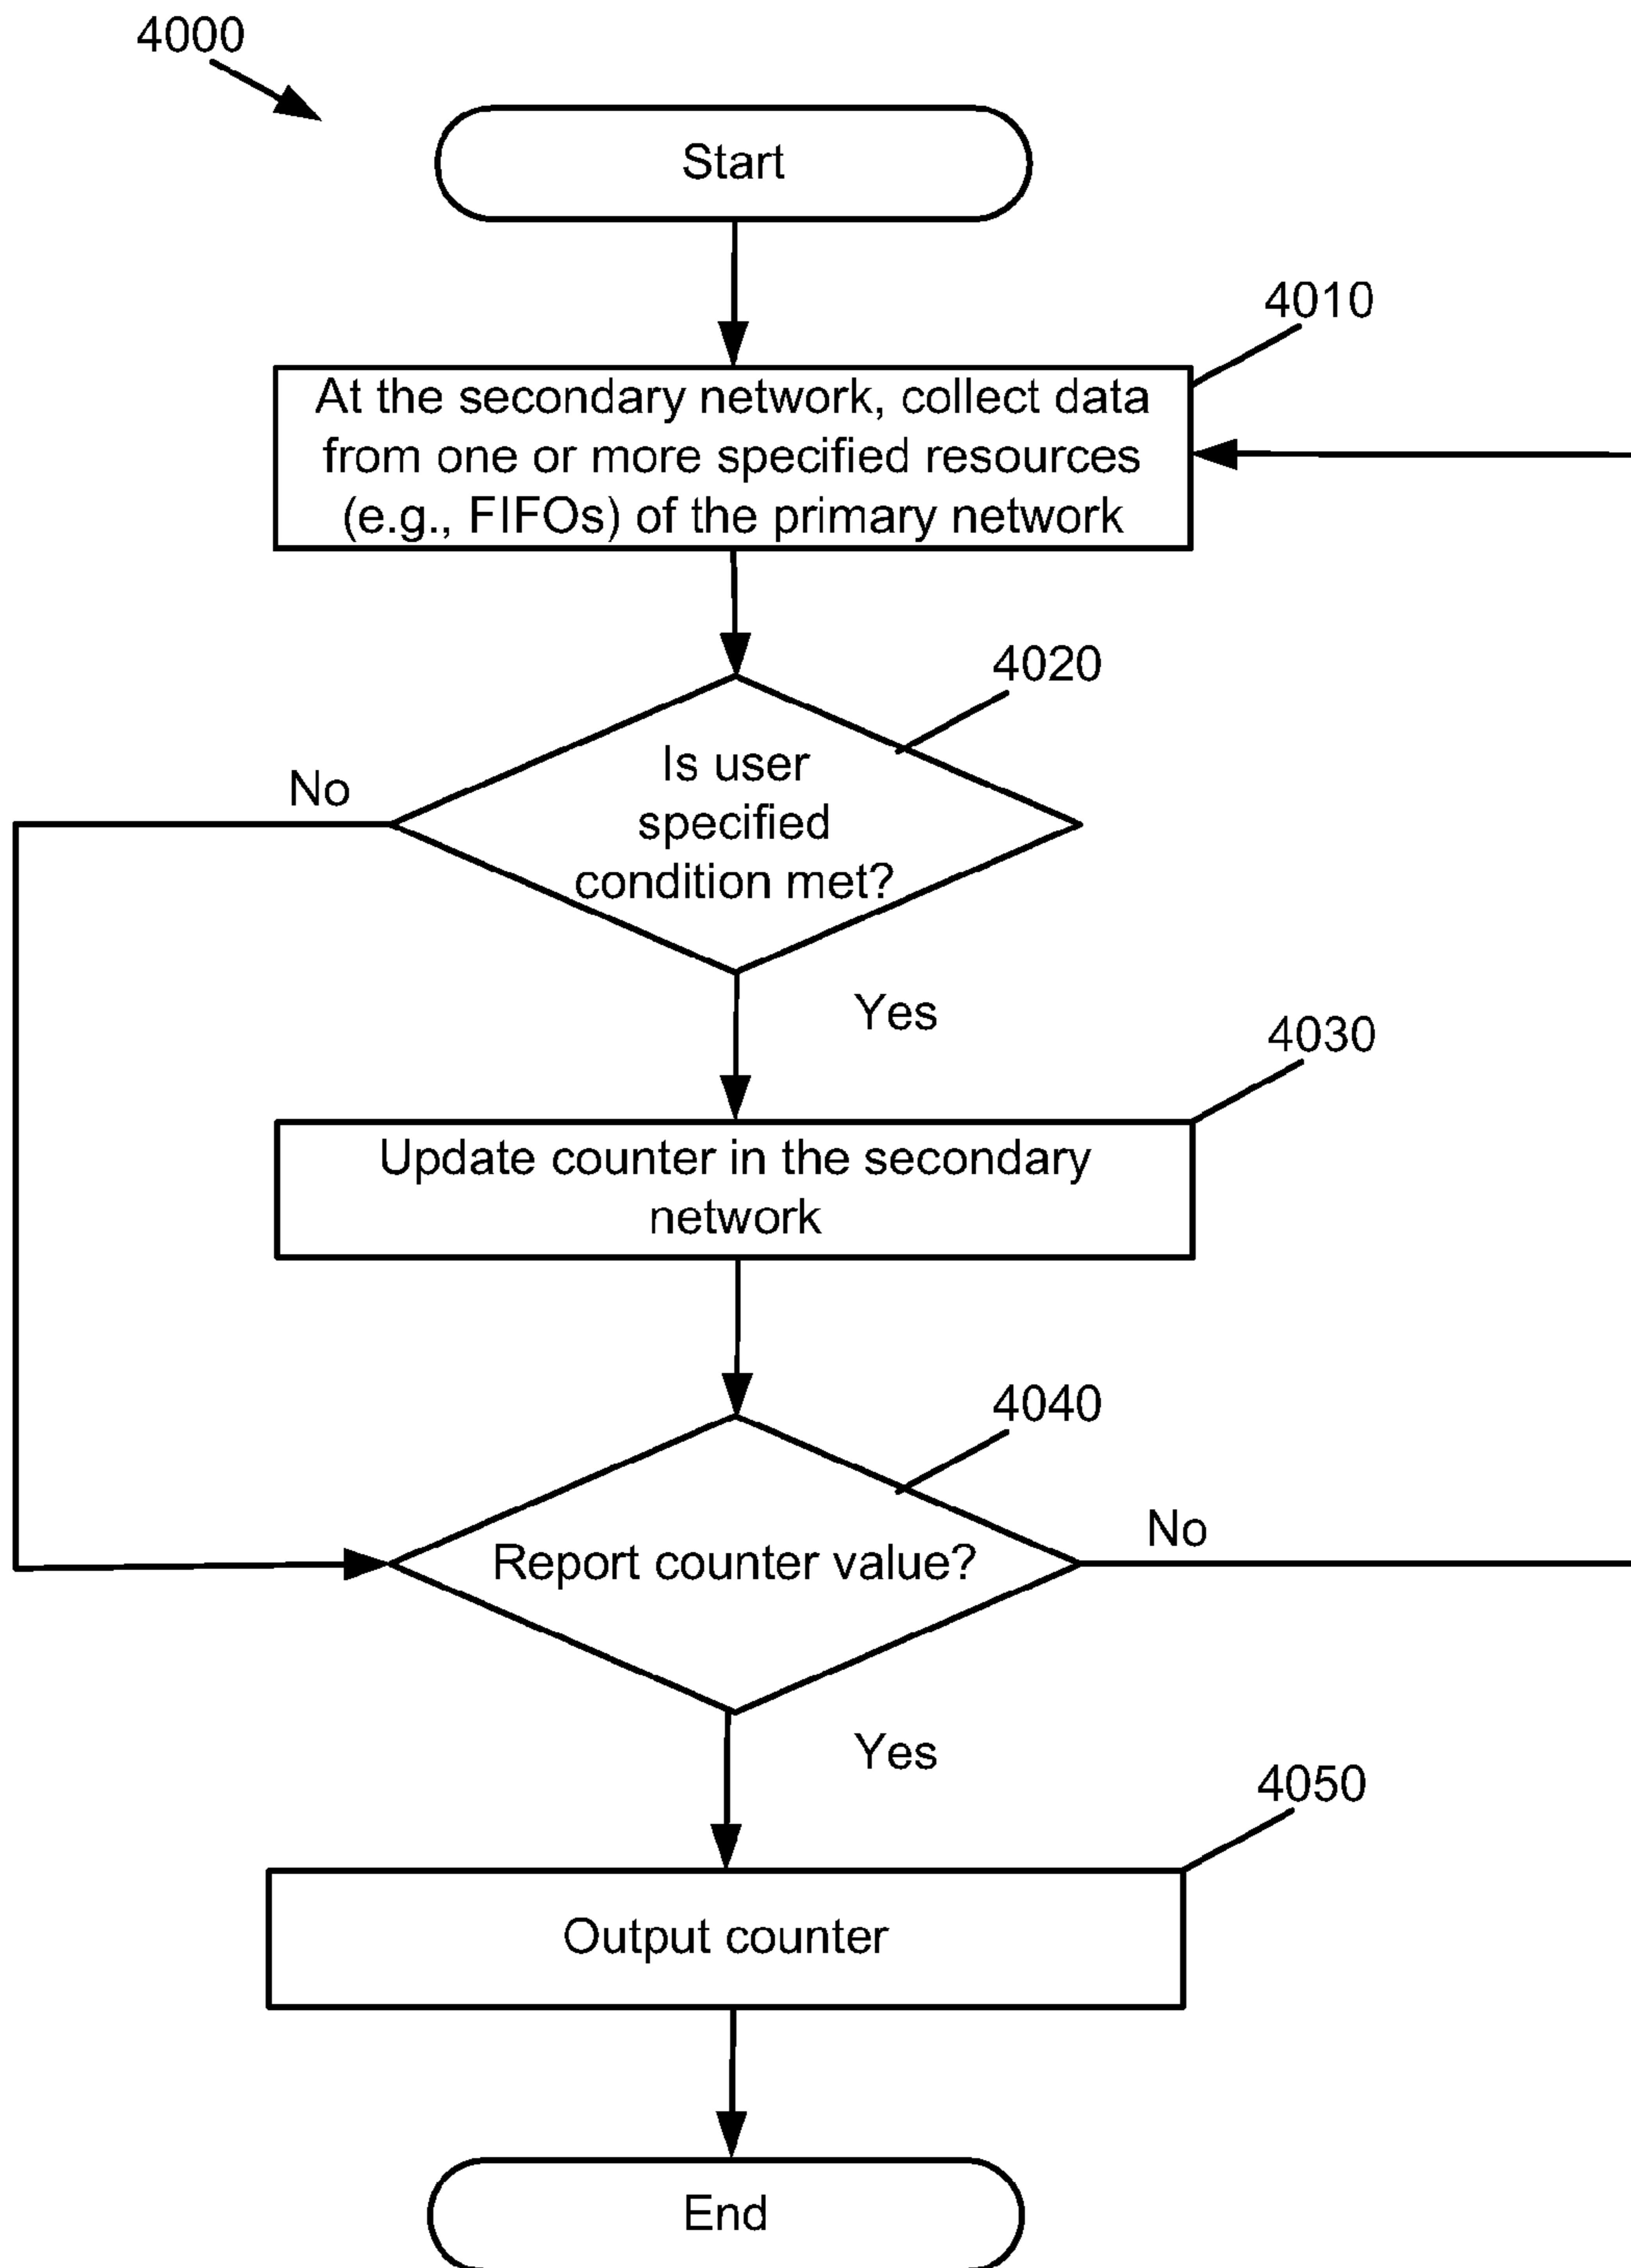 4000
Start
4010
At the secondary network, collect data
from one or more specified resources
(e.g., FIFOs) of the primary network
4020
Is user
specified
condition met?
No
Yes
4030
Update counter in the secondary
network
4040
Report counter value?
No
Yes
4050
Output counter
End